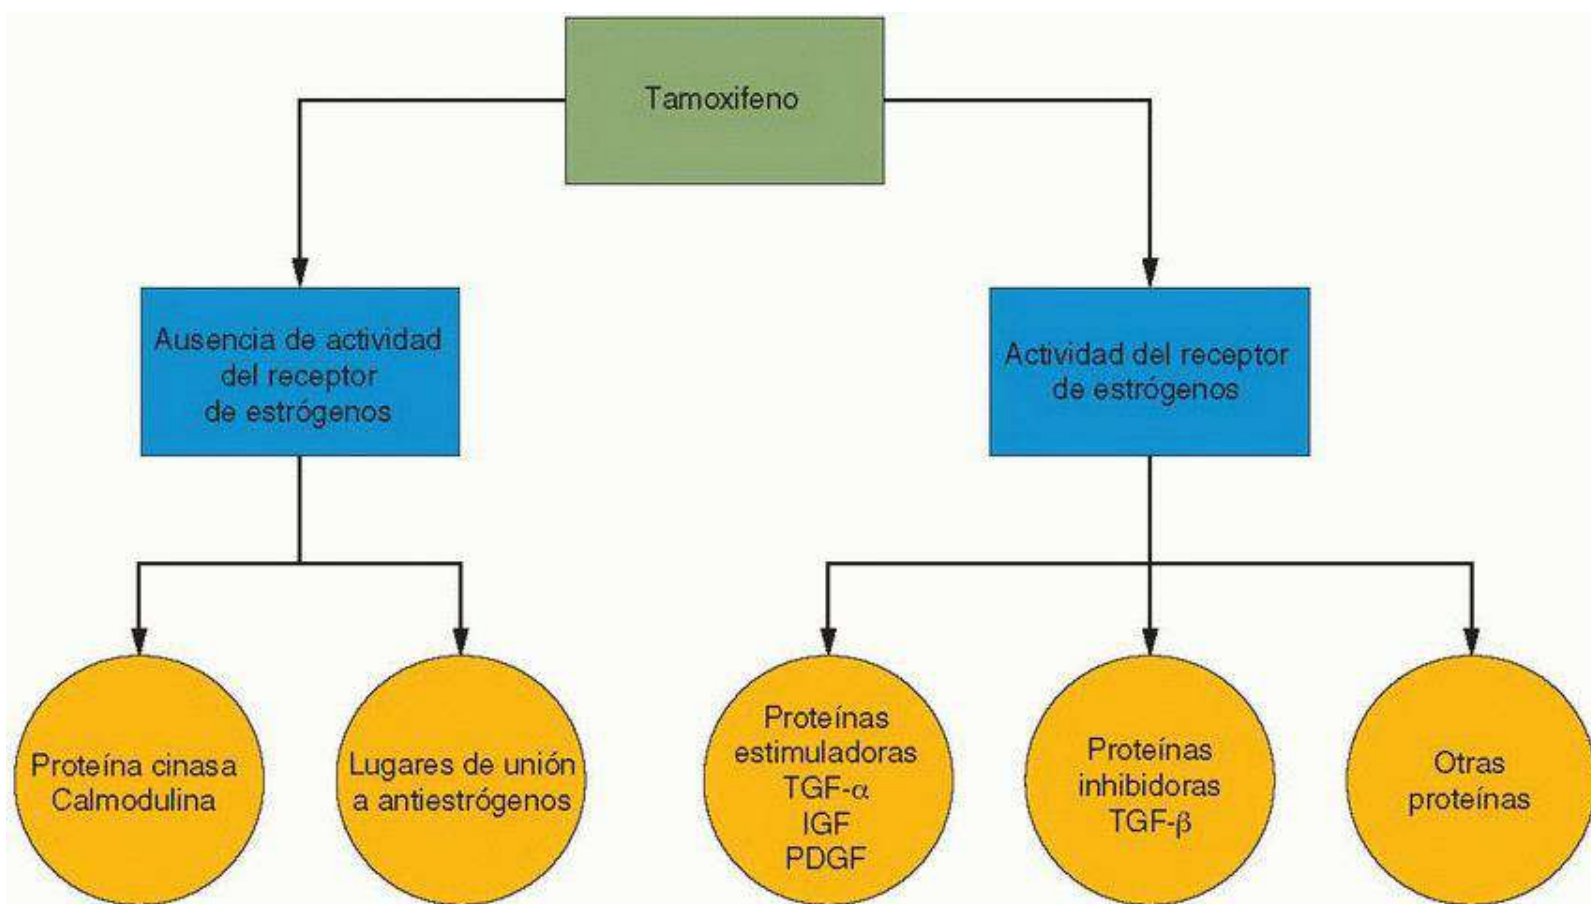 Tamoxifeno
Ausencia de actividad
del receptor
de estrógenos
Actividad del receptor
de estrógenos
Proteína cinasa
Calmodulina
Lugares de unión
a antiestrógenos
Proteínas
estimuladoras
TGF-α
IGF
PDGF
Proteínas
inhibidoras
TGF-β
Otras
proteínas